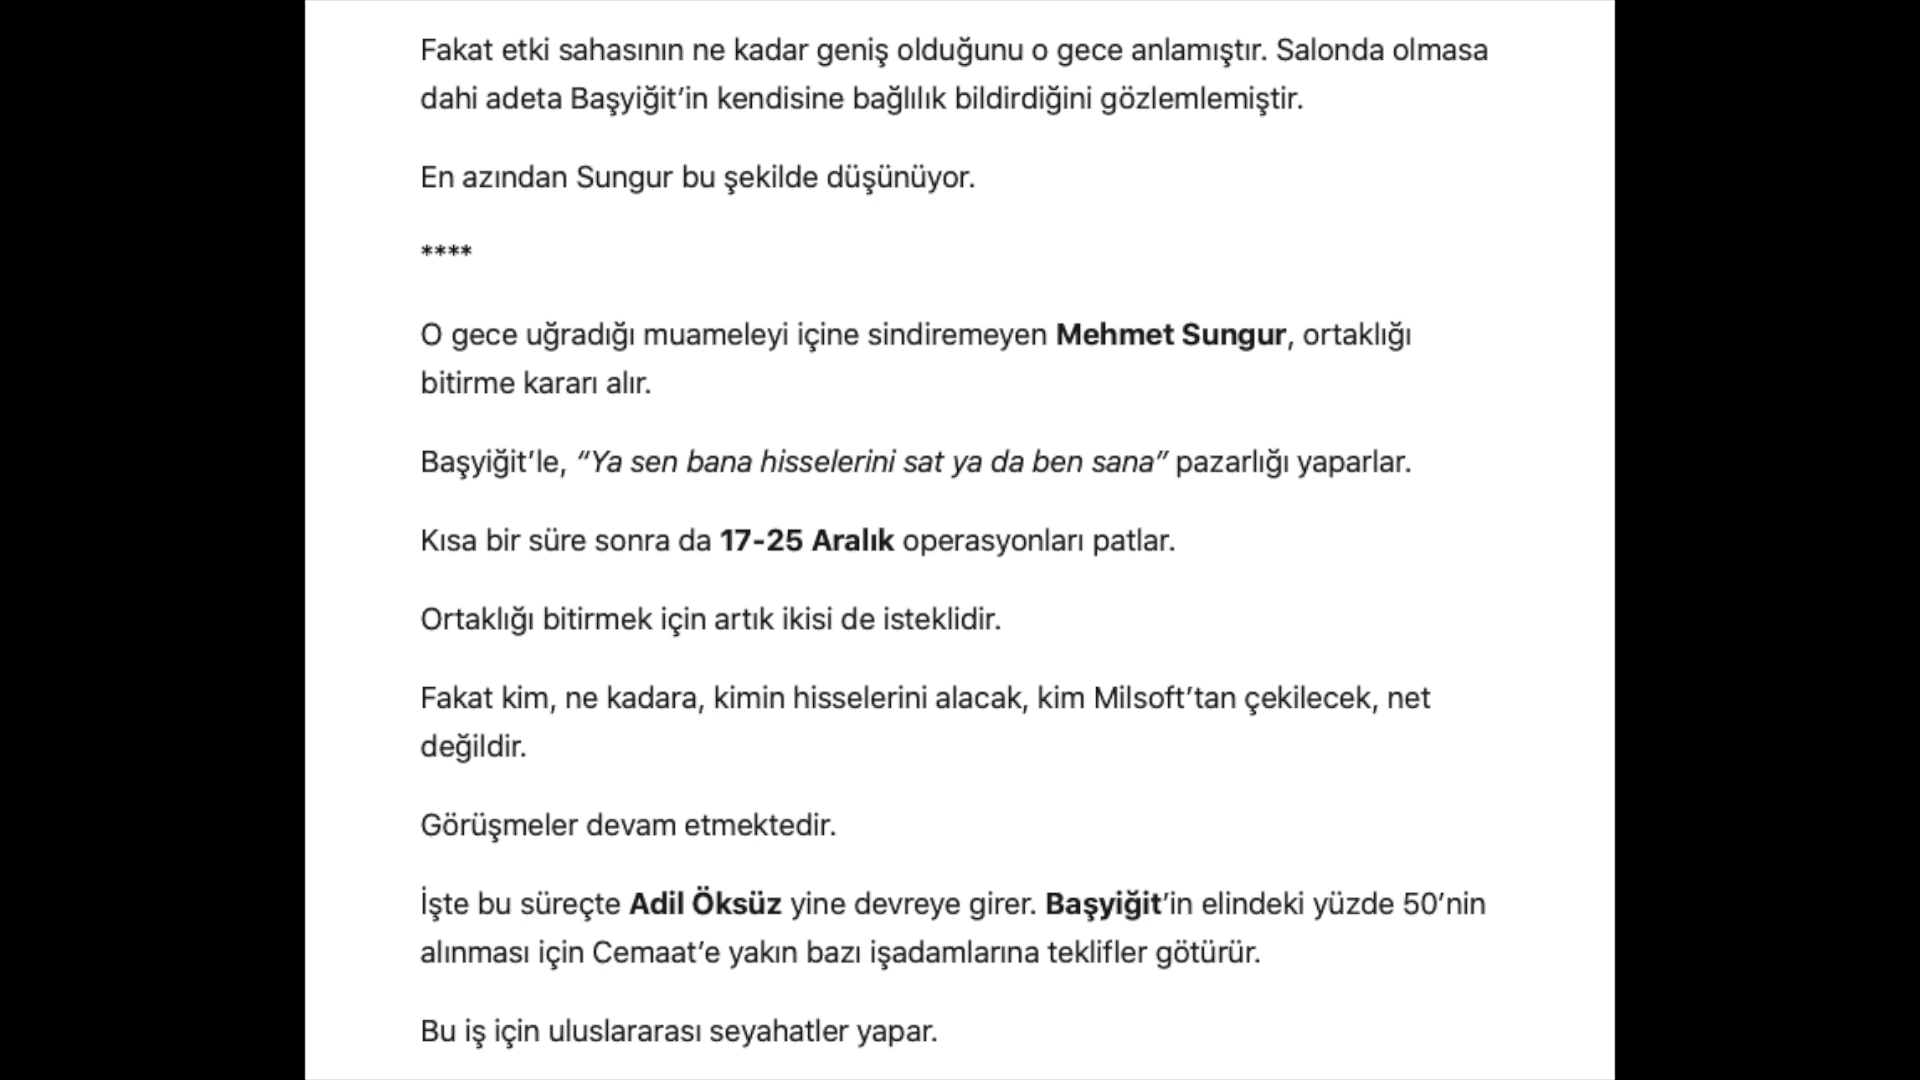 Fakat etki sahasının ne kadar geniş olduğunu o gece anlamıştır. Salonda olmasa
dahi adeta Başyiğit’in kendisine bağlılık bildirdiğini gözlemlemiştir.
En azından Sungur bu şekilde düşünüyor.
****
O gece uğradığı muameleyi içine sindiremeyen Mehmet Sungur, ortaklığı
bitirme kararı alır.
Başyiğit’le, “Ya sen bana hisselerini sat ya da ben sana” pazarlığı yaparlar.
Kısa bir süre sonra da 17-25 Aralık operasyonları patlar.
Ortaklığı bitirmek için artık ikisi de isteklidir.
Fakat kim, ne kadara, kimin hisselerini alacak, kim Milsoft’tan çekilecek, net
değildir.
Görüşmeler devam etmektedir.
İşte bu süreçte Adil Öksüz yine devreye girer. Başyiğit’in elindeki yüzde 50’nin
alınması için Cemaat’e yakın bazı işadamlarına teklifler götürür.
Bu iş için uluslararası seyahatler yapar.